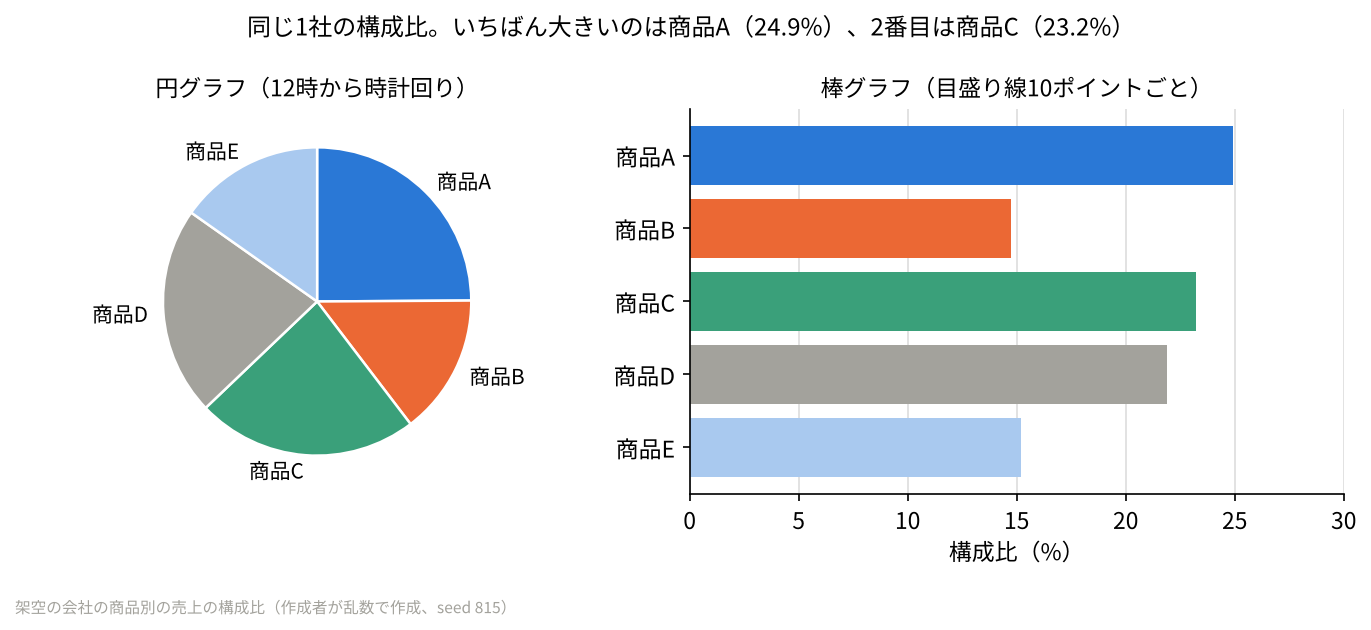 同じ1社の構成比。いちばん大きいのは商品A（24.9%）、2番目は商品C（23.2%）
円グラフ（12時から時計回り）
商品E
商品A
商品D
商品B
商品C
棒グラフ（目盛り線10ポイントごと）
商品A
商品B
商品C
商品D
商品E
0 5 10 15 20 25 30
構成比（%）
架空の会社の商品別の売上の構成比（作成者が乱数で作成、seed 815）